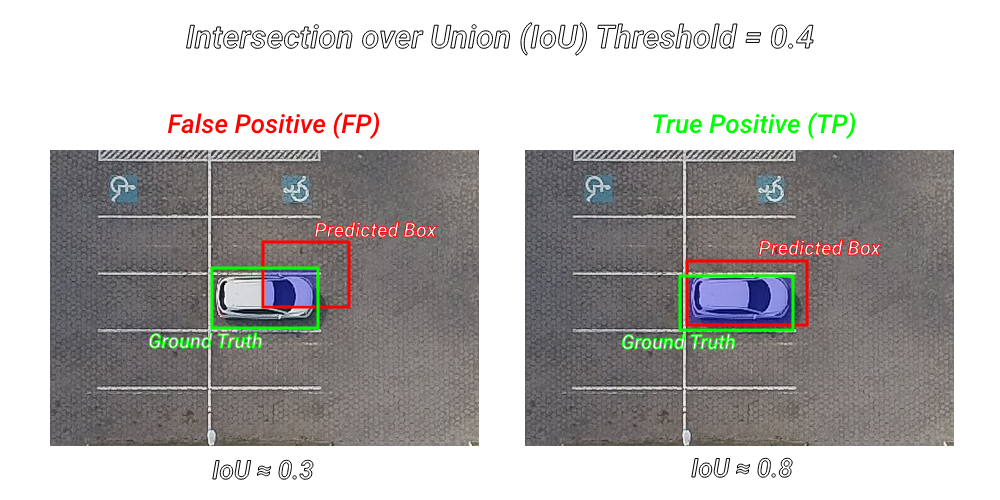 Intersection over Union (IoU) Threshold = 0.4
False Positive (FP)
True Positive (TP)
Predicted Box
Ground Truth
Predicted Box
Ground Truth
IoU ≈ 0.3
IoU ≈ 0.8